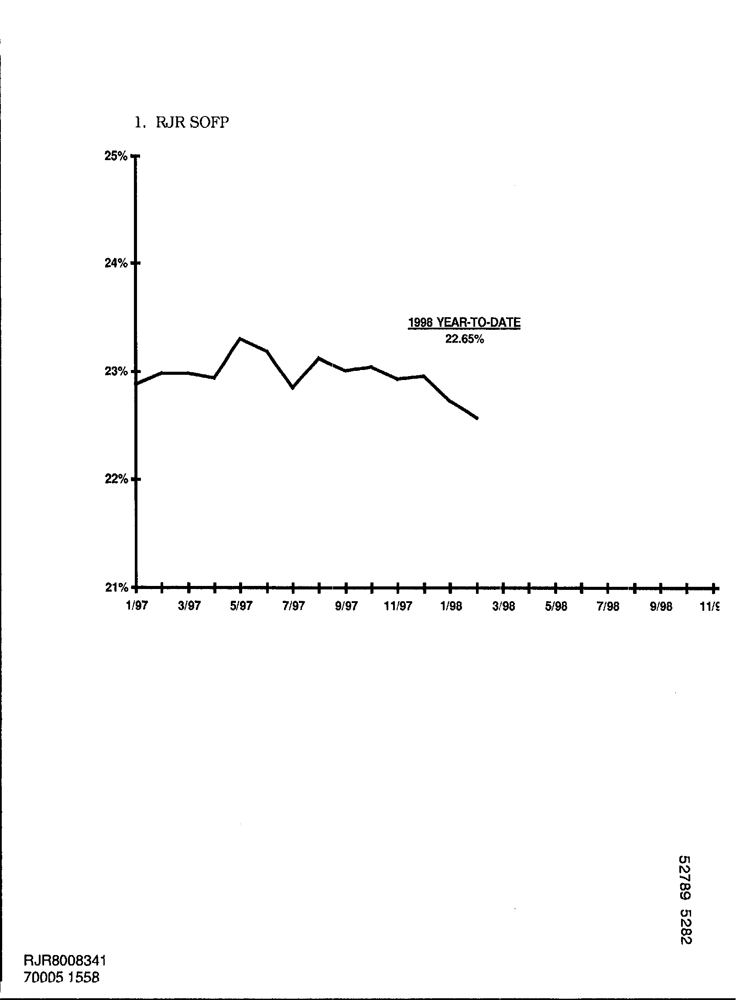 1. RJR SOFP
25%
24%
1998 YEAR-TO-DATE
22.65%
23%
22%
21%
1/97 3/97 5/97 7/97 9/97 11/97 1/98 3/98 5/98 7/98 9/98 11/9
52789 5282
RJR8008341
70005 1558